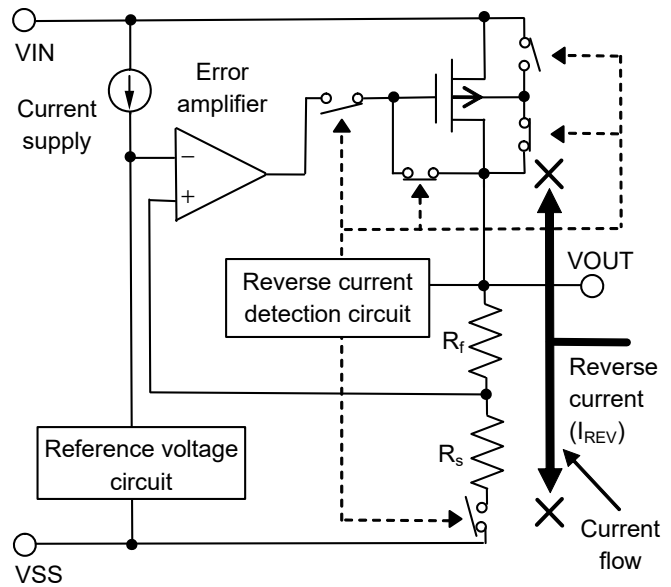 VIN
Current
supply
Error
amplifier
−
+
Reverse current
detection circuit
VOUT
Rf
Reverse
current
(IREV)
Reference voltage
circuit
Rs
Current
flow
VSS